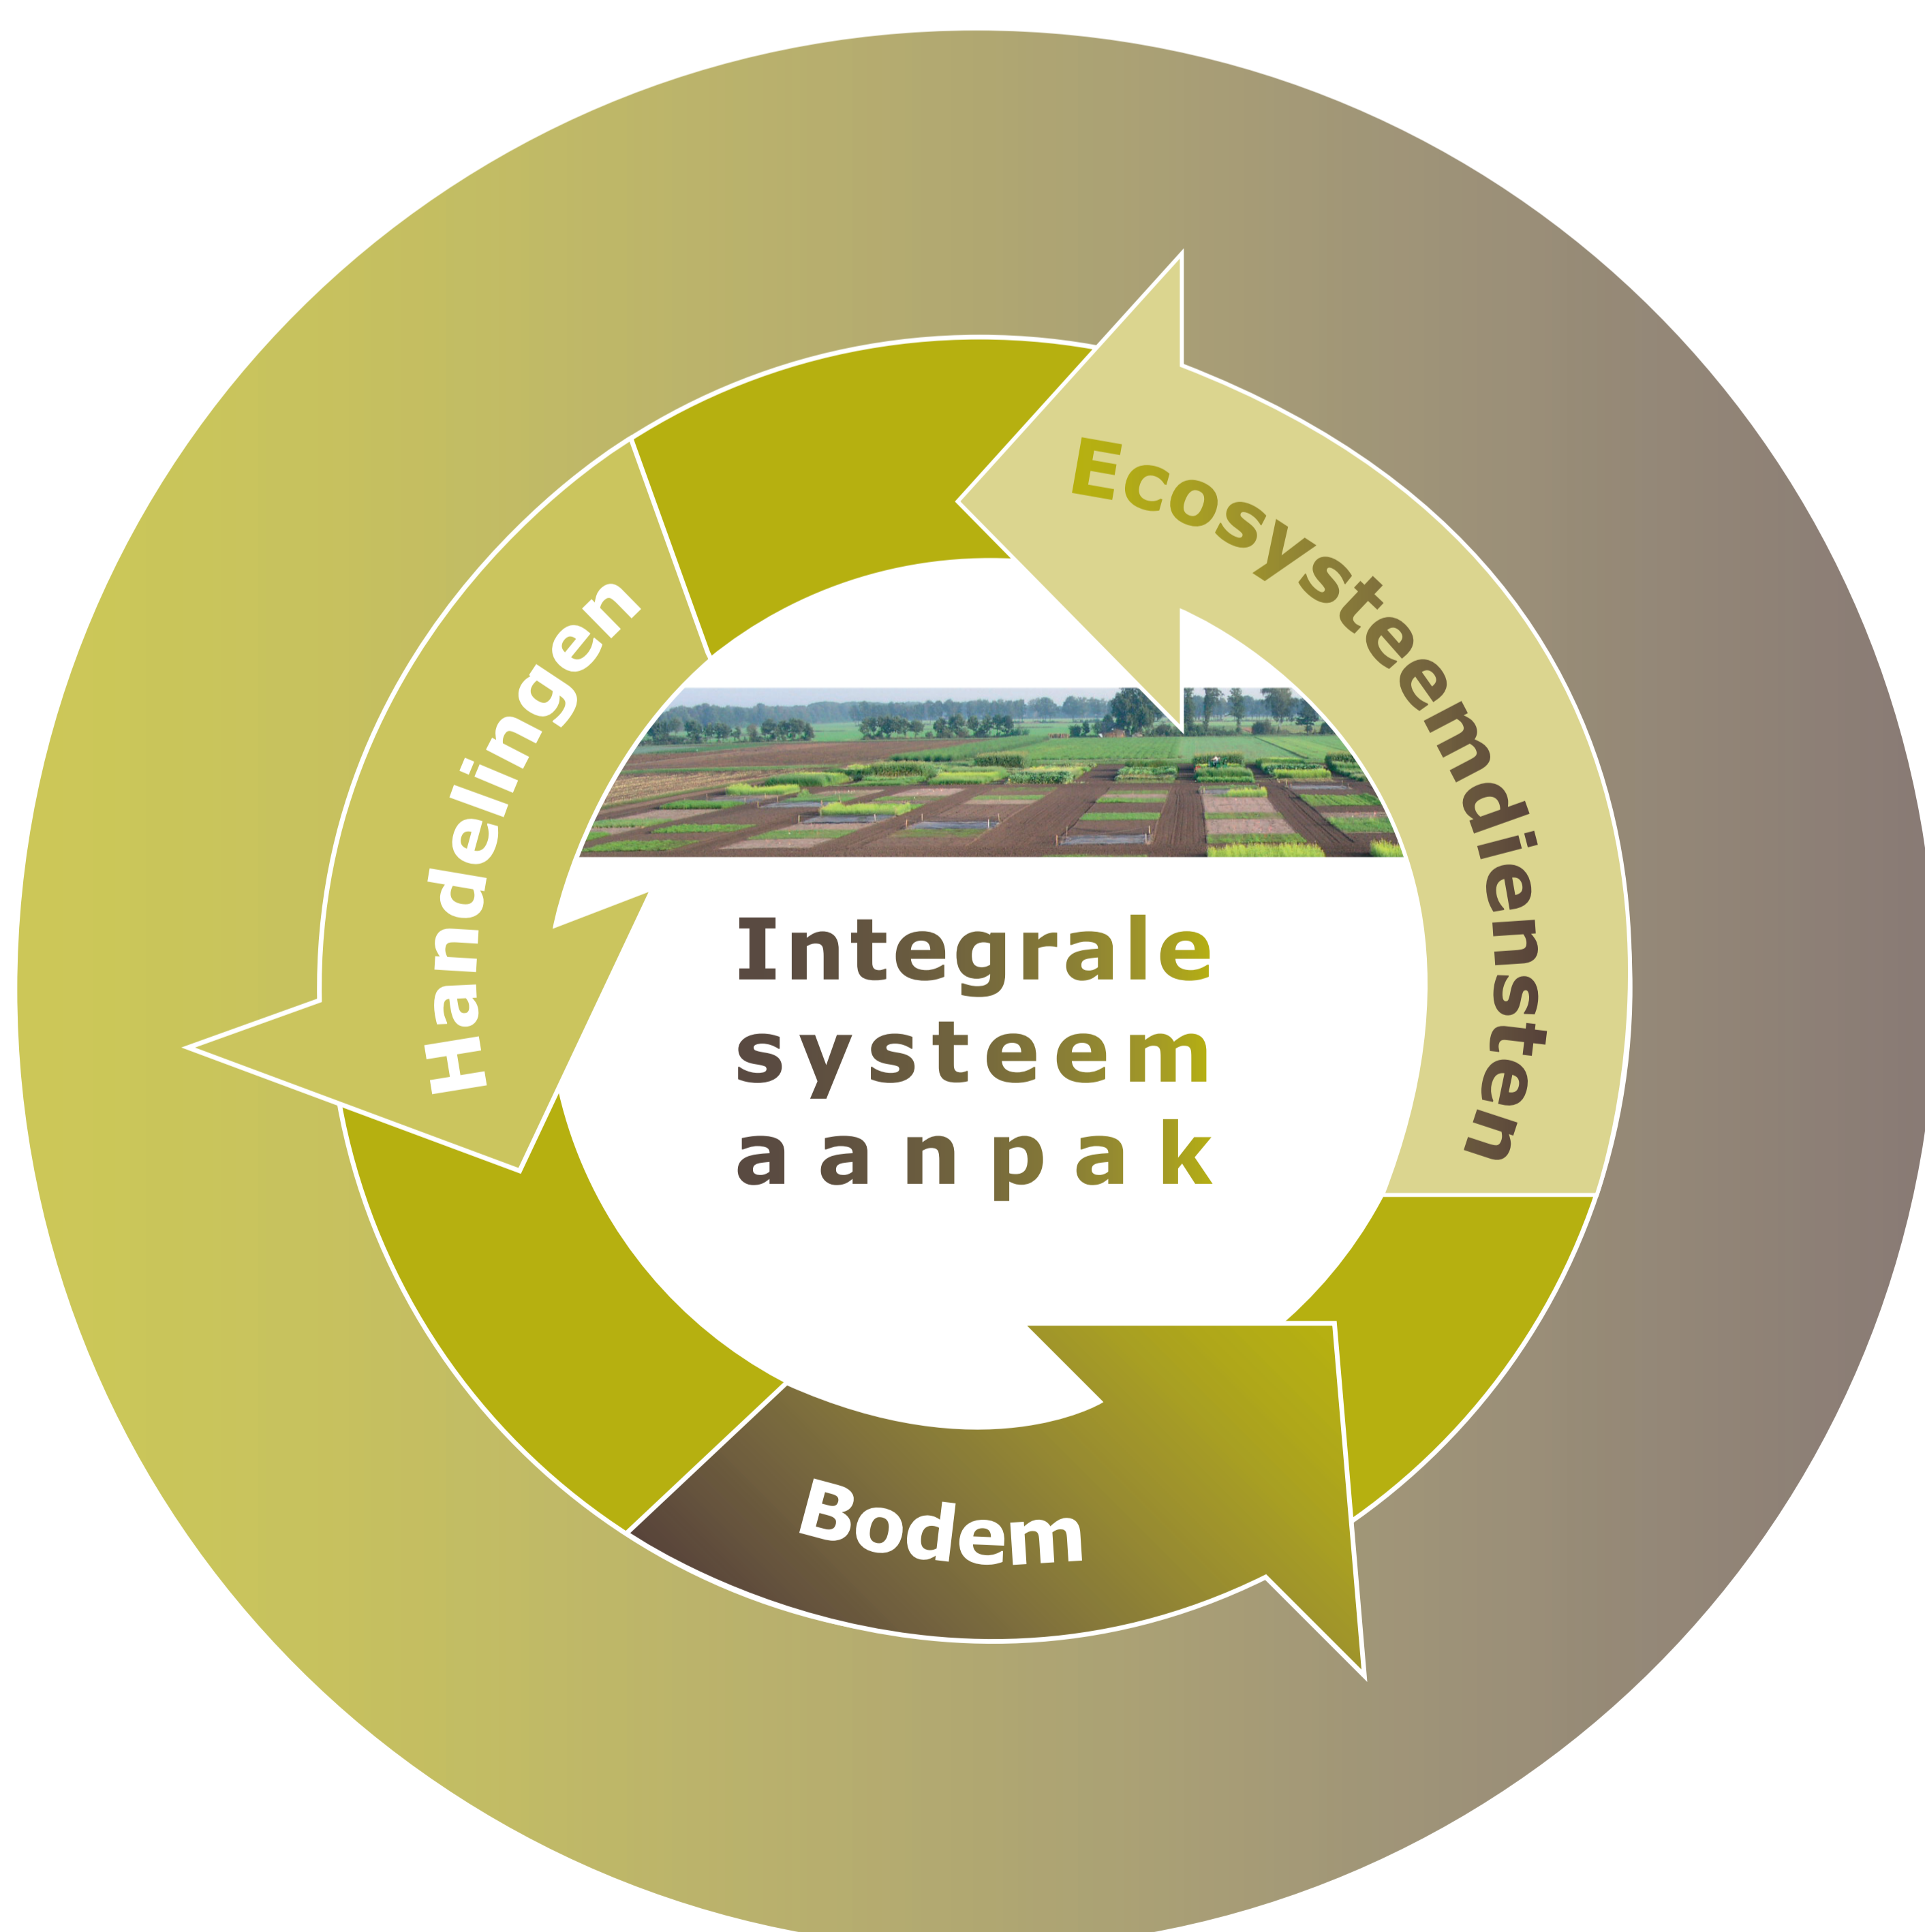 Ecosysteemdiensten
Handelingen
Integrale
systeem
aanpak
Bodem